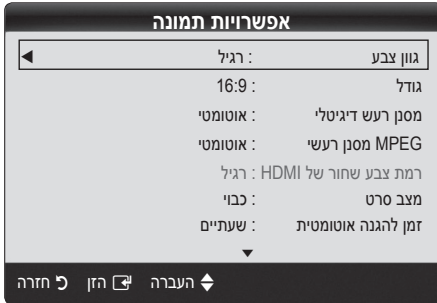 אפשרויות תמונה
גוון צבע : רגיל
גודל : 16:9
מסנן רעש דיגיטלי : אוטומטי
MPEG מסנן רעשי : אוטומטי
רמת צבע שחור של HDMI : רגיל
מצב סרט : כבוי
זמן להגנה אוטומטית : שעתיים
העברה הזן חזרה